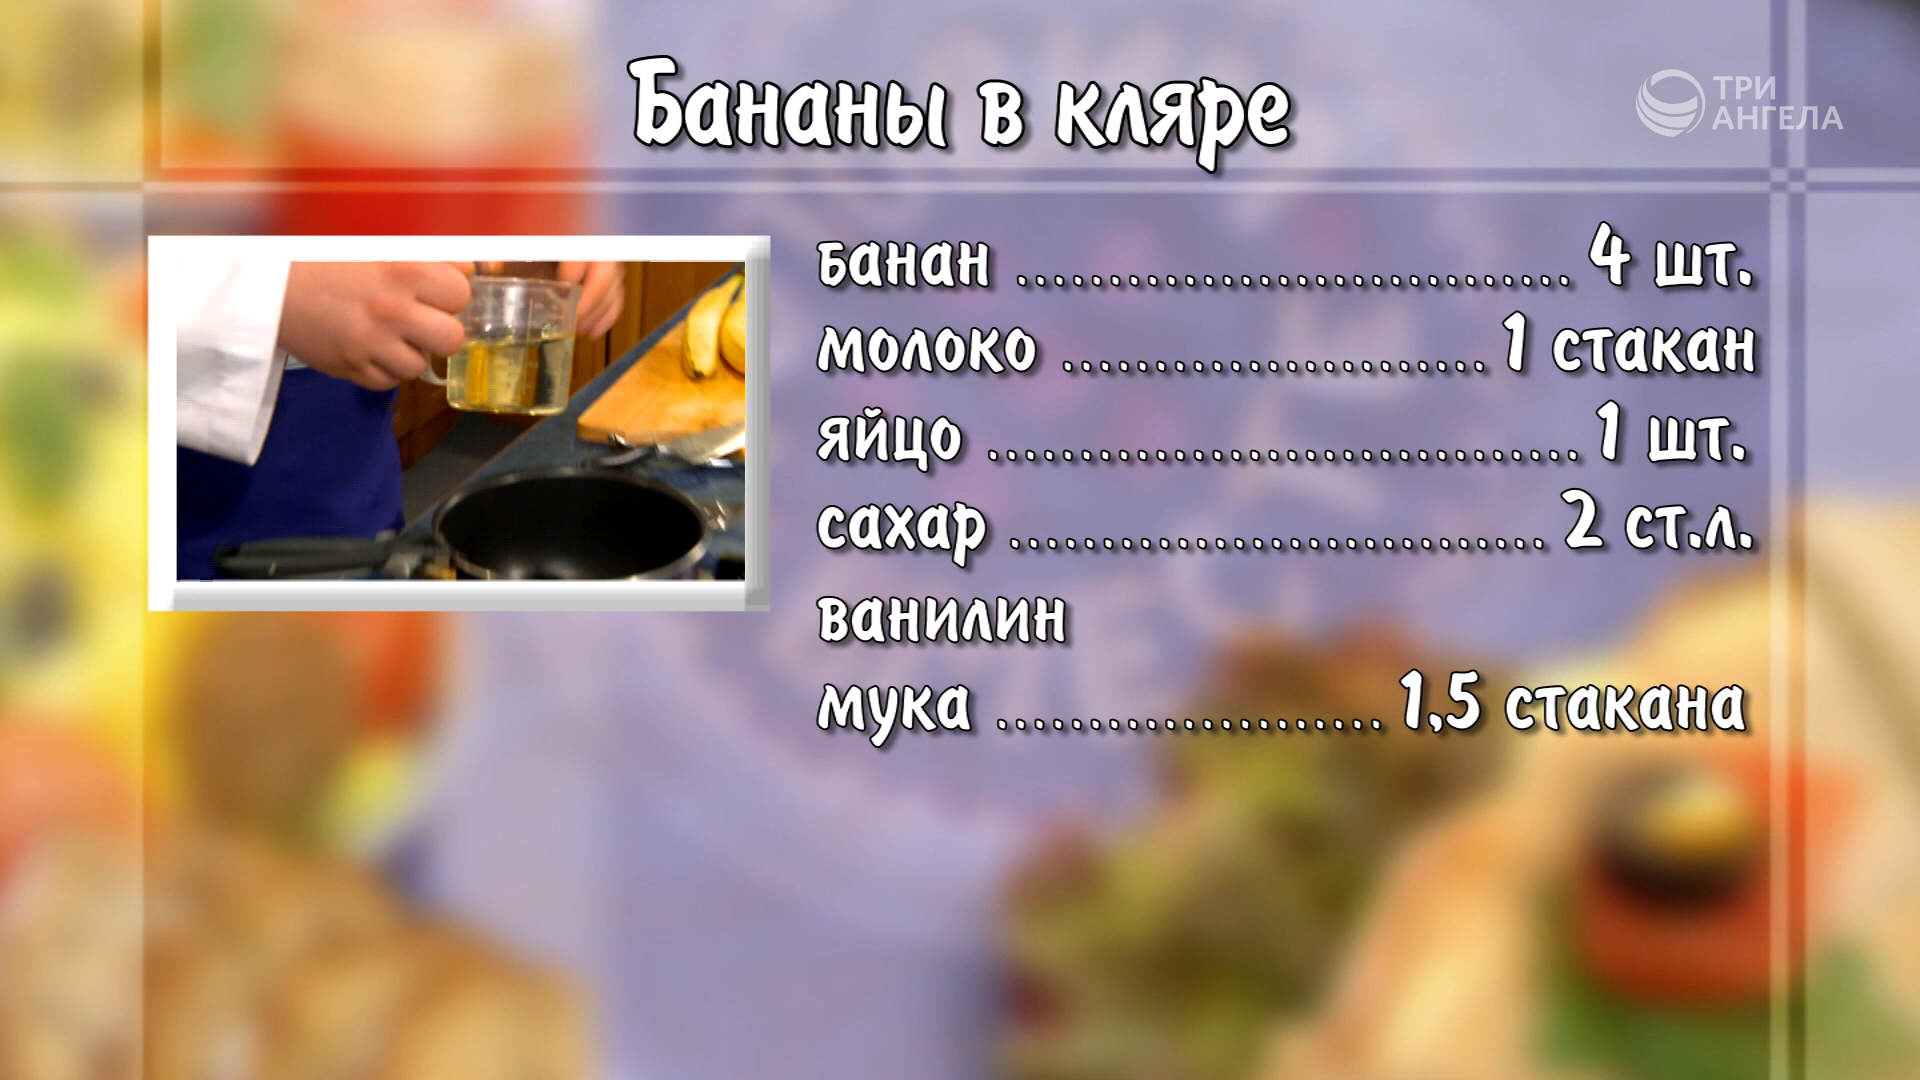 Бананы в кляре
ТРИ
АНГЕЛА
банан .............................. 4 шт.
молоко ....................... 1 стакан
яйцо ................................ 1 шт.
сахар ............................. 2 ст.л.
ванилин
мука ..................... 1,5 стакана